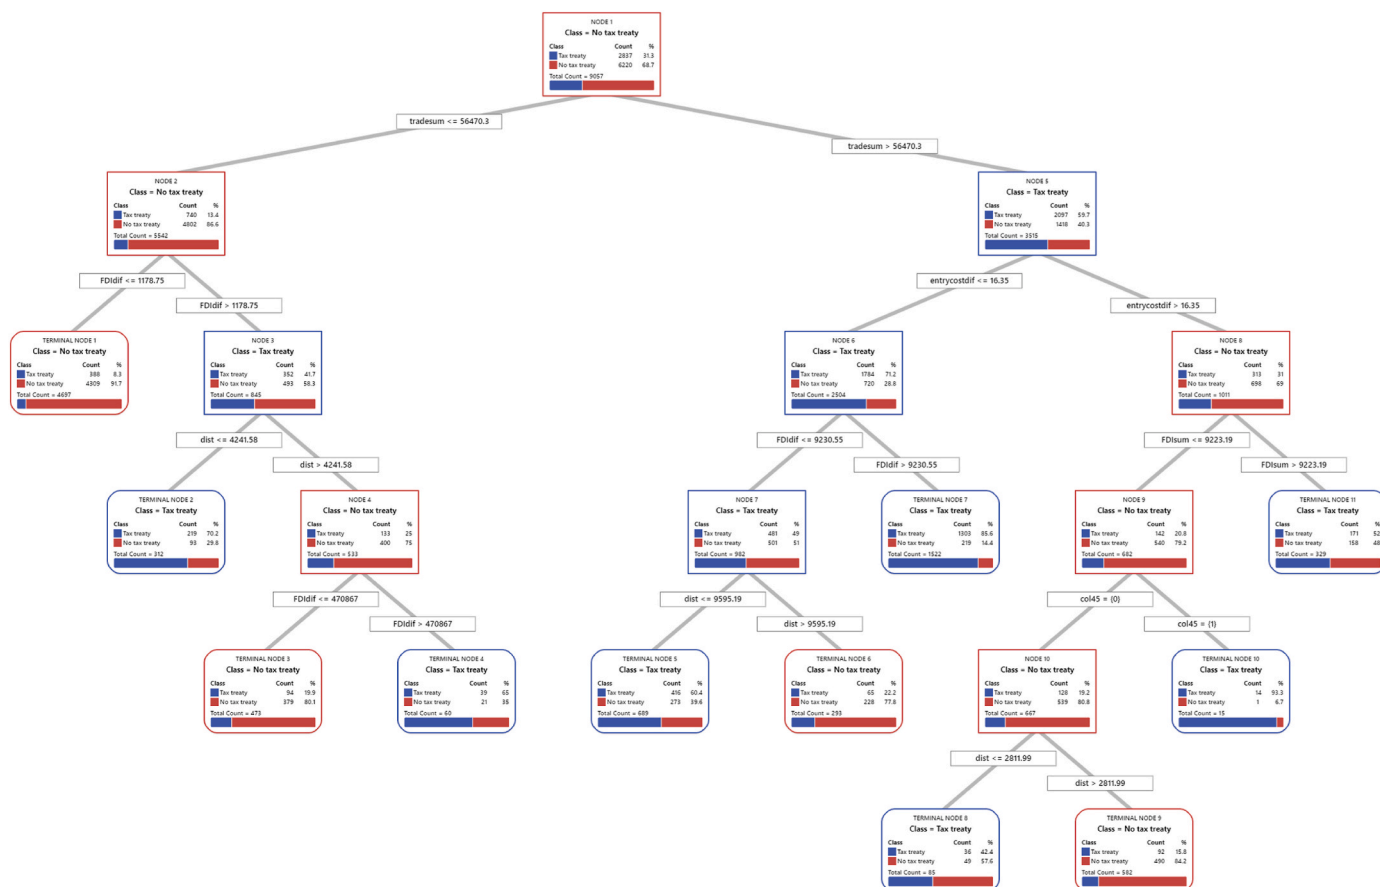 NODE 1
Class = No tax treaty
Class Count %
Tax treaty 2837 31.3
No tax treaty 6220 68.7
Total Count = 9057
tradesum <= 56470.3
tradesum > 56470.3
NODE 2
Class = No tax treaty
Class Count %
Tax treaty 740 13.4
No tax treaty 4802 86.6
Total Count = 5542
NODE 5
Class = Tax treaty
Class Count %
Tax treaty 2097 59.7
No tax treaty 1418 40.3
Total Count = 3515
FDIdif <= 1178.75
FDIdif > 1178.75
entrycostdif <= 16.35
entrycostdif > 16.35
TERMINAL NODE 1
Class = No tax treaty
Class Count %
Tax treaty 388 8.3
No tax treaty 4309 91.7
Total Count = 4697
NODE 3
Class = Tax treaty
Class Count %
Tax treaty 352 41.7
No tax treaty 493 58.3
Total Count = 845
NODE 6
Class = Tax treaty
Class Count %
Tax treaty 1784 71.2
No tax treaty 720 28.8
Total Count = 2504
NODE 8
Class = No tax treaty
Class Count %
Tax treaty 313 31
No tax treaty 698 69
Total Count = 1011
dist <= 4241.58
dist > 4241.58
FDIdif <= 9230.55
FDIdif > 9230.55
FDIsum <= 9223.19
FDIsum > 9223.19
TERMINAL NODE 2
Class = Tax treaty
Class Count %
Tax treaty 219 70.2
No tax treaty 93 29.8
Total Count = 312
NODE 4
Class = No tax treaty
Class Count %
Tax treaty 133 25
No tax treaty 400 75
Total Count = 533
NODE 7
Class = Tax treaty
Class Count %
Tax treaty 481 49
No tax treaty 501 51
Total Count = 982
TERMINAL NODE 7
Class = Tax treaty
Class Count %
Tax treaty 1303 85.6
No tax treaty 219 14.4
Total Count = 1522
NODE 9
Class = No tax treaty
Class Count %
Tax treaty 142 20.8
No tax treaty 540 79.2
Total Count = 682
TERMINAL NODE 11
Class = Tax treaty
Class Count %
Tax treaty 171 52
No tax treaty 158 48
Total Count = 329
FDIdif <= 470867
FDIdif > 470867
dist <= 9595.19
dist > 9595.19
col45 = {0}
col45 = {1}
TERMINAL NODE 3
Class = No tax treaty
Class Count %
Tax treaty 94 19.9
No tax treaty 379 80.1
Total Count = 473
TERMINAL NODE 4
Class = Tax treaty
Class Count %
Tax treaty 39 65
No tax treaty 21 35
Total Count = 60
TERMINAL NODE 5
Class = Tax treaty
Class Count %
Tax treaty 416 60.4
No tax treaty 273 39.6
Total Count = 689
TERMINAL NODE 6
Class = No tax treaty
Class Count %
Tax treaty 65 22.2
No tax treaty 228 77.8
Total Count = 293
NODE 10
Class = No tax treaty
Class Count %
Tax treaty 128 19.2
No tax treaty 539 80.8
Total Count = 667
TERMINAL NODE 10
Class = Tax treaty
Class Count %
Tax treaty 14 93.3
No tax treaty 1 6.7
Total Count = 15
dist <= 2811.99
dist > 2811.99
TERMINAL NODE 8
Class = Tax treaty
Class Count %
Tax treaty 36 42.4
No tax treaty 49 57.6
Total Count = 85
TERMINAL NODE 9
Class = No tax treaty
Class Count %
Tax treaty 92 15.8
No tax treaty 490 84.2
Total Count = 582